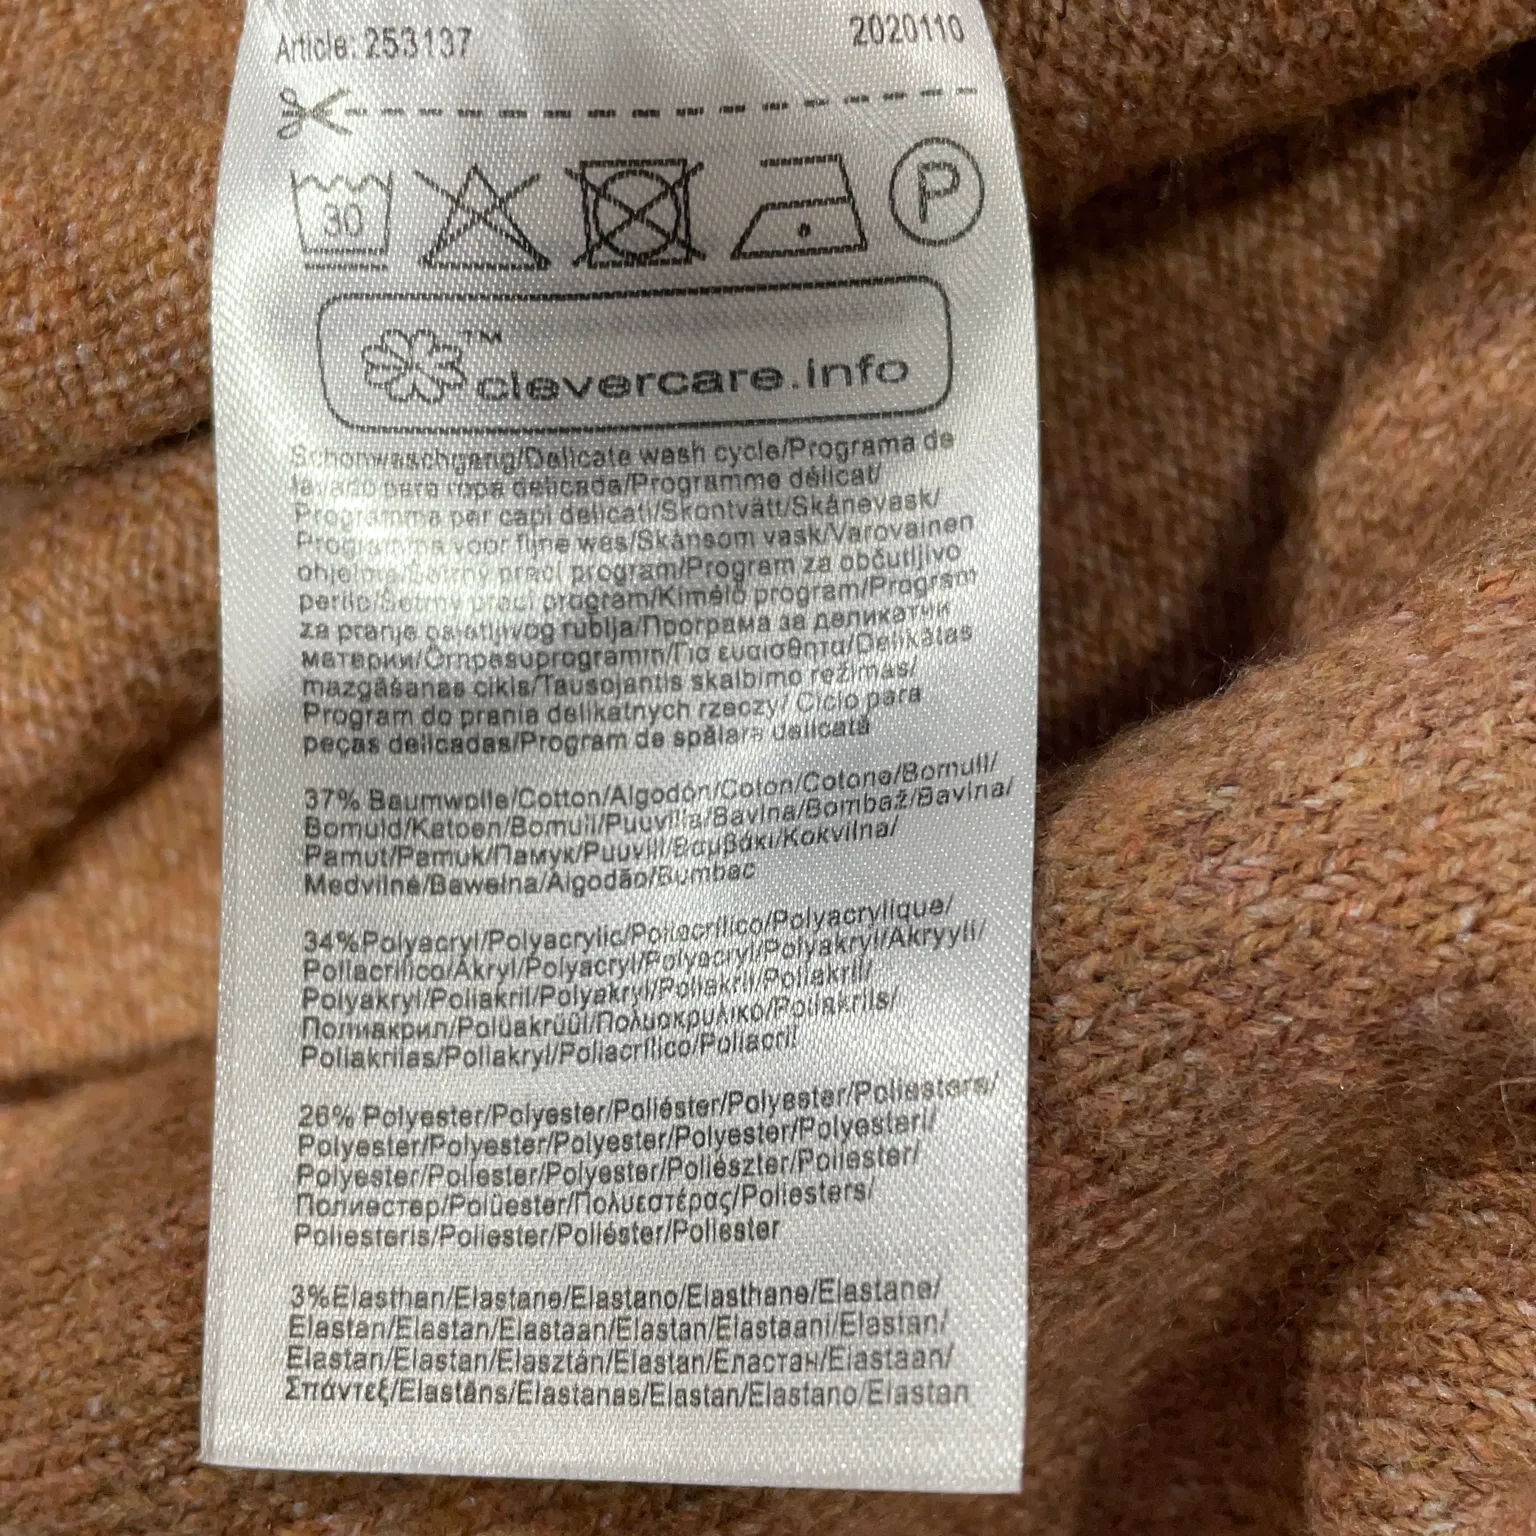 Article: 253137 2020110
30 P
™clevercare.info
Schonwaschgang/Delicate wash cycle/Programa de
lavado para ropa delicada/Programme délicat/
Programma per capi delicati/Skontvätt/Skånevask/
Programma voor fijne was/Skånsom vask/Varovainen
ohjelma/Šetrný prací program/Program za občutljivo
perilo/Šetrný prací program/Kímélő program/Program
za pranje osjetljivog rublja/Програма за деликатни
материи/Õrnpesuprogramm/Για ευαισθητα/Delikātas
mazgāšanas cikls/Tausojantis skalbimo režimas/
Program do prania delikatnych rzeczy/ Ciclo para
peças delicadas/Program de spălare delicată
37% Baumwolle/Cotton/Algodón/Coton/Cotone/Bomull/
Bomuld/Katoen/Bomull/Puuvilla/Bavlna/Bombaž/Bavlna/
Pamut/Pamuk/Памук/Puuvill/Βαμβάκι/Kokvilna/
Medvilnė/Bawełna/Algodão/Bumbac
34%Polyacryl/Polyacrylic/Poliacrílico/Polyacrylique/
Poliacrilico/Akryl/Polyacryl/Polyacryl/Polyakryl/Akryyli/
Polyakryl/Poliakril/Polyakryl/Poliakril/Poliakril/
Полиакрил/Polüakrüül/Πολυακρυλικό/Poliakrils/
Poliakrilas/Poliakryl/Poliacrílico/Poliacril
26% Polyester/Polyester/Poliéster/Polyester/Poliestere/
Polyester/Polyester/Polyester/Polyester/Polyesteri/
Polyester/Poliester/Polyester/Poliészter/Poliester/
Полиестер/Polüester/Πολυεστέρας/Poliesters/
Poliesteris/Poliester/Poliéster/Poliester
3%Elasthan/Elastane/Elastano/Elasthane/Elastane/
Elastan/Elastan/Elastaan/Elastan/Elastaani/Elastan/
Elastan/Elastan/Elasztán/Elastan/Еластан/Elastaan/
Σπάντεξ/Elastāns/Elastanas/Elastan/Elastano/Elastan